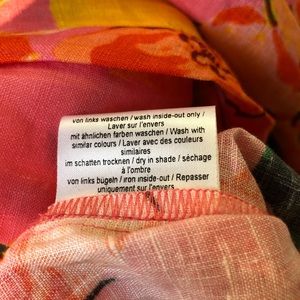 von links waschen / wash inside-out only /
Laver sur l'envers
mit ähnlichen farben waschen / Wash with
similar colours / Laver avec des couleurs
similaires
im schatten trocknen / dry in shade / séchage
à l'ombre
von links bügeln / iron inside-out / Repasser
uniquement sur l'envers